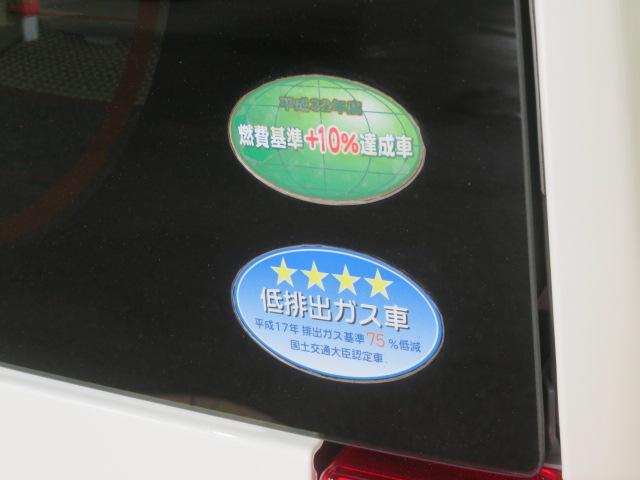 平成22年度
燃費基準+10%達成車
低排出ガス車
平成17年 排出ガス基準 75 %低減
国土交通大臣認定車